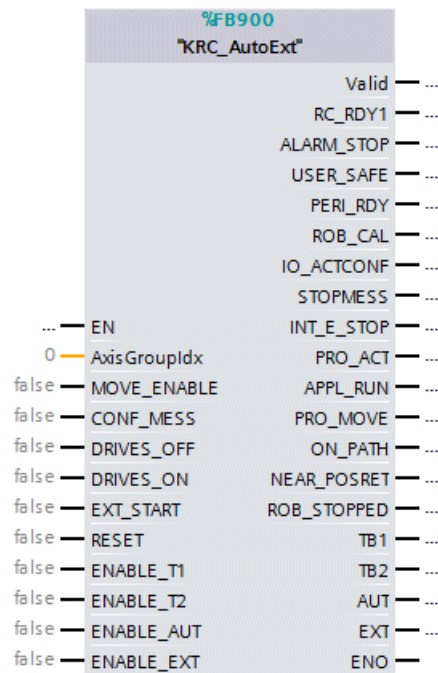 %FB900
"KRC_AutoExt"
Valid ...
RC_RDY1 ...
ALARM_STOP ...
USER_SAFE ...
PERI_RDY ...
ROB_CAL ...
IO_ACTCONF ...
STOPMESS ...
... EN INT_E_STOP ...
0 AxisGroupIdx PRO_ACT ...
false MOVE_ENABLE APPL_RUN ...
false CONF_MESS PRO_MOVE ...
false DRIVES_OFF ON_PATH ...
false DRIVES_ON NEAR_POSRET ...
false EXT_START ROB_STOPPED ...
false RESET TB1 ...
false ENABLE_T1 TB2 ...
false ENABLE_T2 AUT ...
false ENABLE_AUT EXT ...
false ENABLE_EXT ENO